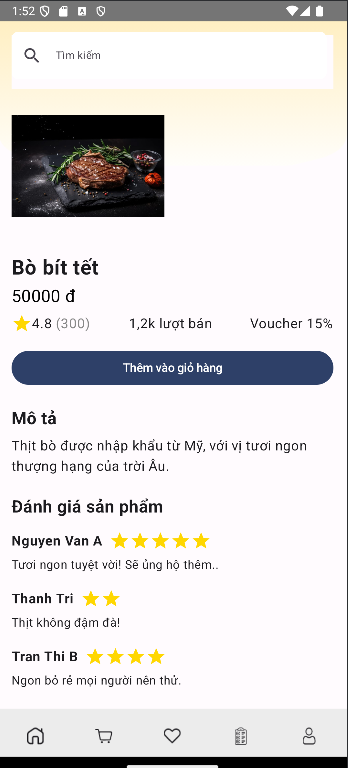 1:52
Tìm kiếm
Bò bít tết
50000 đ
4.8 (300) 1,2k lượt bán Voucher 15%
Thêm vào giỏ hàng
Mô tả
Thịt bò được nhập khẩu từ Mỹ, với vị tươi ngon
thượng hạng của trời Âu.
Đánh giá sản phẩm
Nguyen Van A
Tươi ngon tuyệt vời! Sẽ ủng hộ thêm..
Thanh Tri
Thịt không đậm đà!
Tran Thi B
Ngon bỏ rẻ mọi người nên thử.